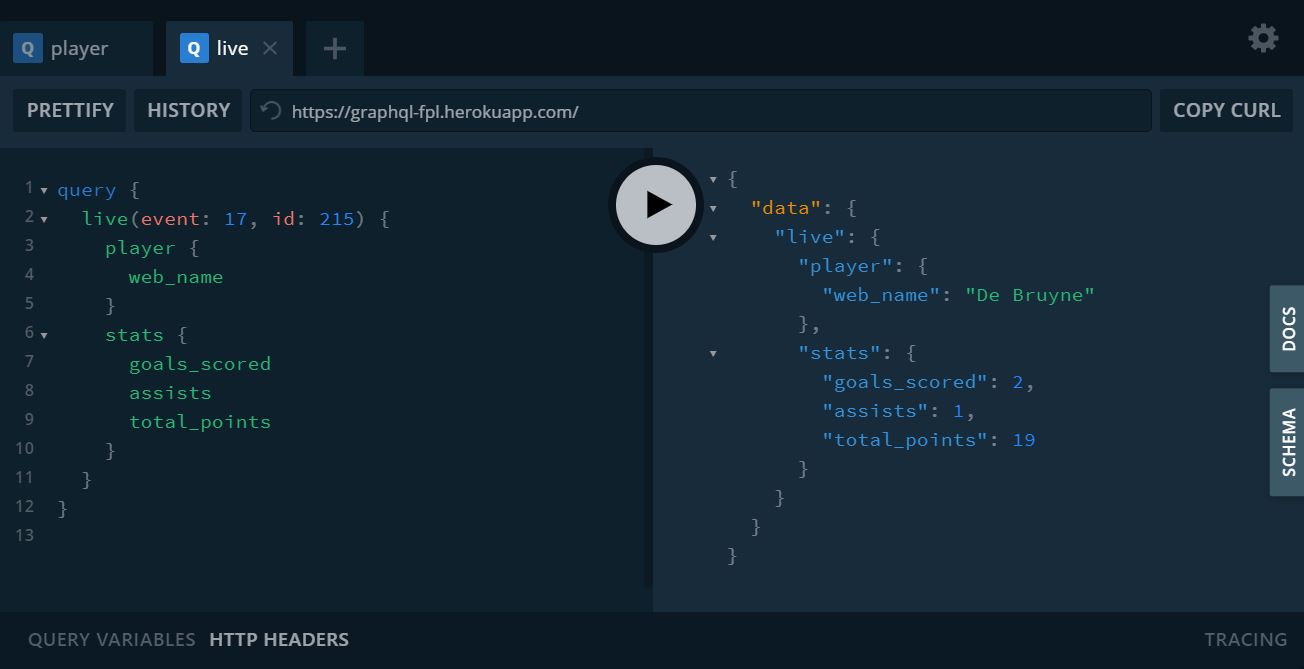 Q player
Q live
PRETTIFY HISTORY https://graphql-fpl.herokuapp.com/ COPY CURL
1 query {
2 live(event: 17, id: 215) {
3 player {
4 web_name
5 }
6 stats {
7 goals_scored
8 assists
9 total_points
10 }
11 }
12 }
13
{
"data": {
"live": {
"player": {
"web_name": "De Bruyne"
},
"stats": {
"goals_scored": 2,
"assists": 1,
"total_points": 19
}
}
}
}
DOCS
SCHEMA
QUERY VARIABLES HTTP HEADERS
TRACING